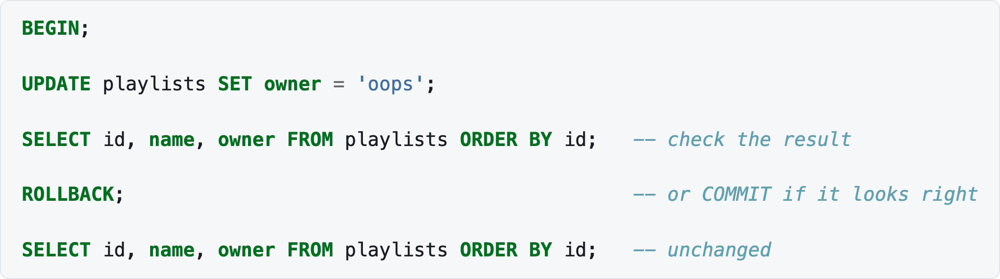 BEGIN;
UPDATE playlists SET owner = 'oops';
SELECT id, name, owner FROM playlists ORDER BY id;   -- check the result
ROLLBACK;                                            -- or COMMIT if it looks right
SELECT id, name, owner FROM playlists ORDER BY id;   -- unchanged